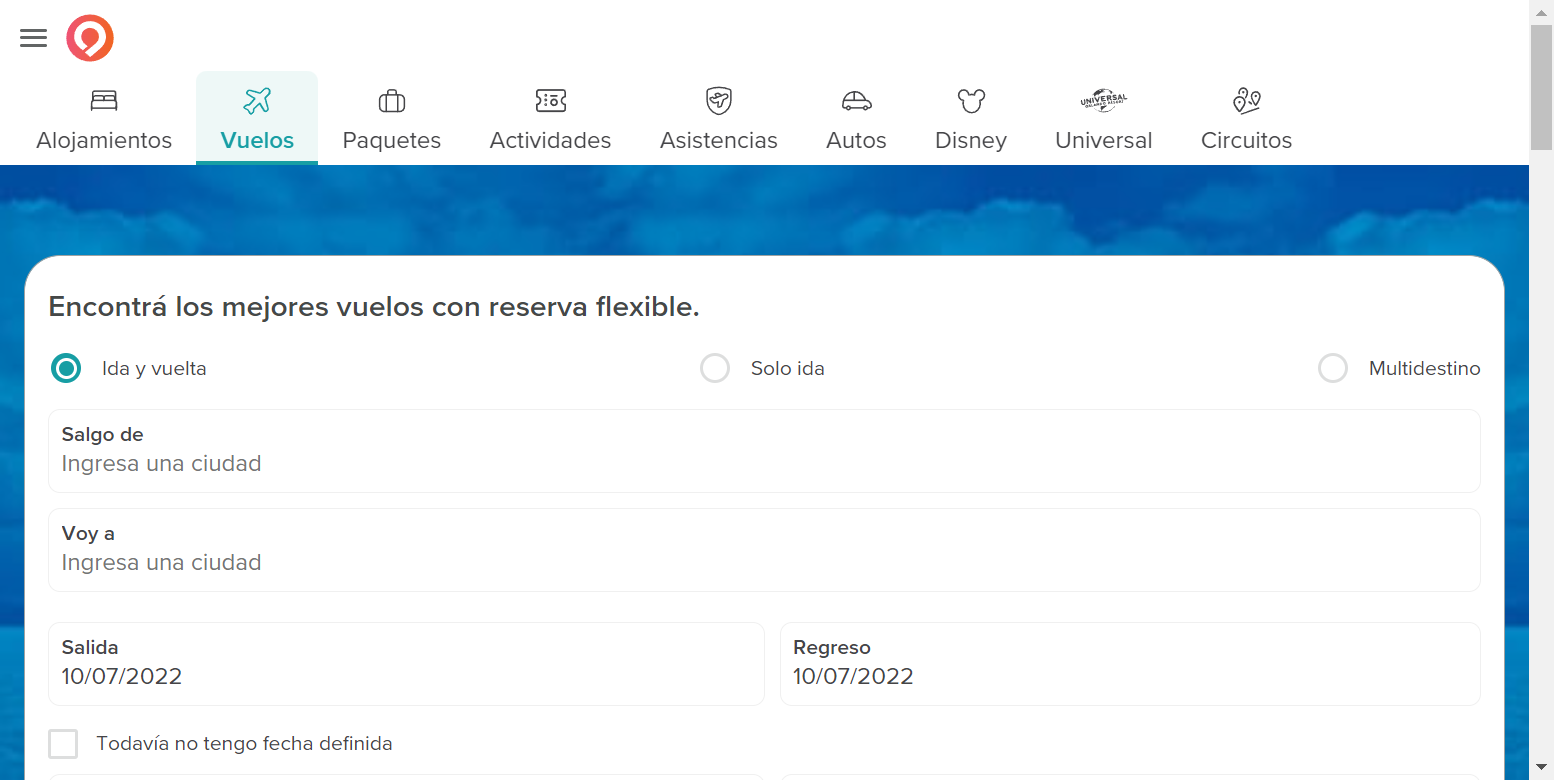 Alojamientos
Vuelos
Paquetes
Actividades
Asistencias
Autos
Disney
UNIVERSAL
Universal
Circuitos
Encontrá los mejores vuelos con reserva flexible.
Ida y vuelta
Solo ida
Multidestino
Salgo de
Ingresa una ciudad
Voy a
Ingresa una ciudad
Salida
10/07/2022
Regreso
10/07/2022
Todavía no tengo fecha definida